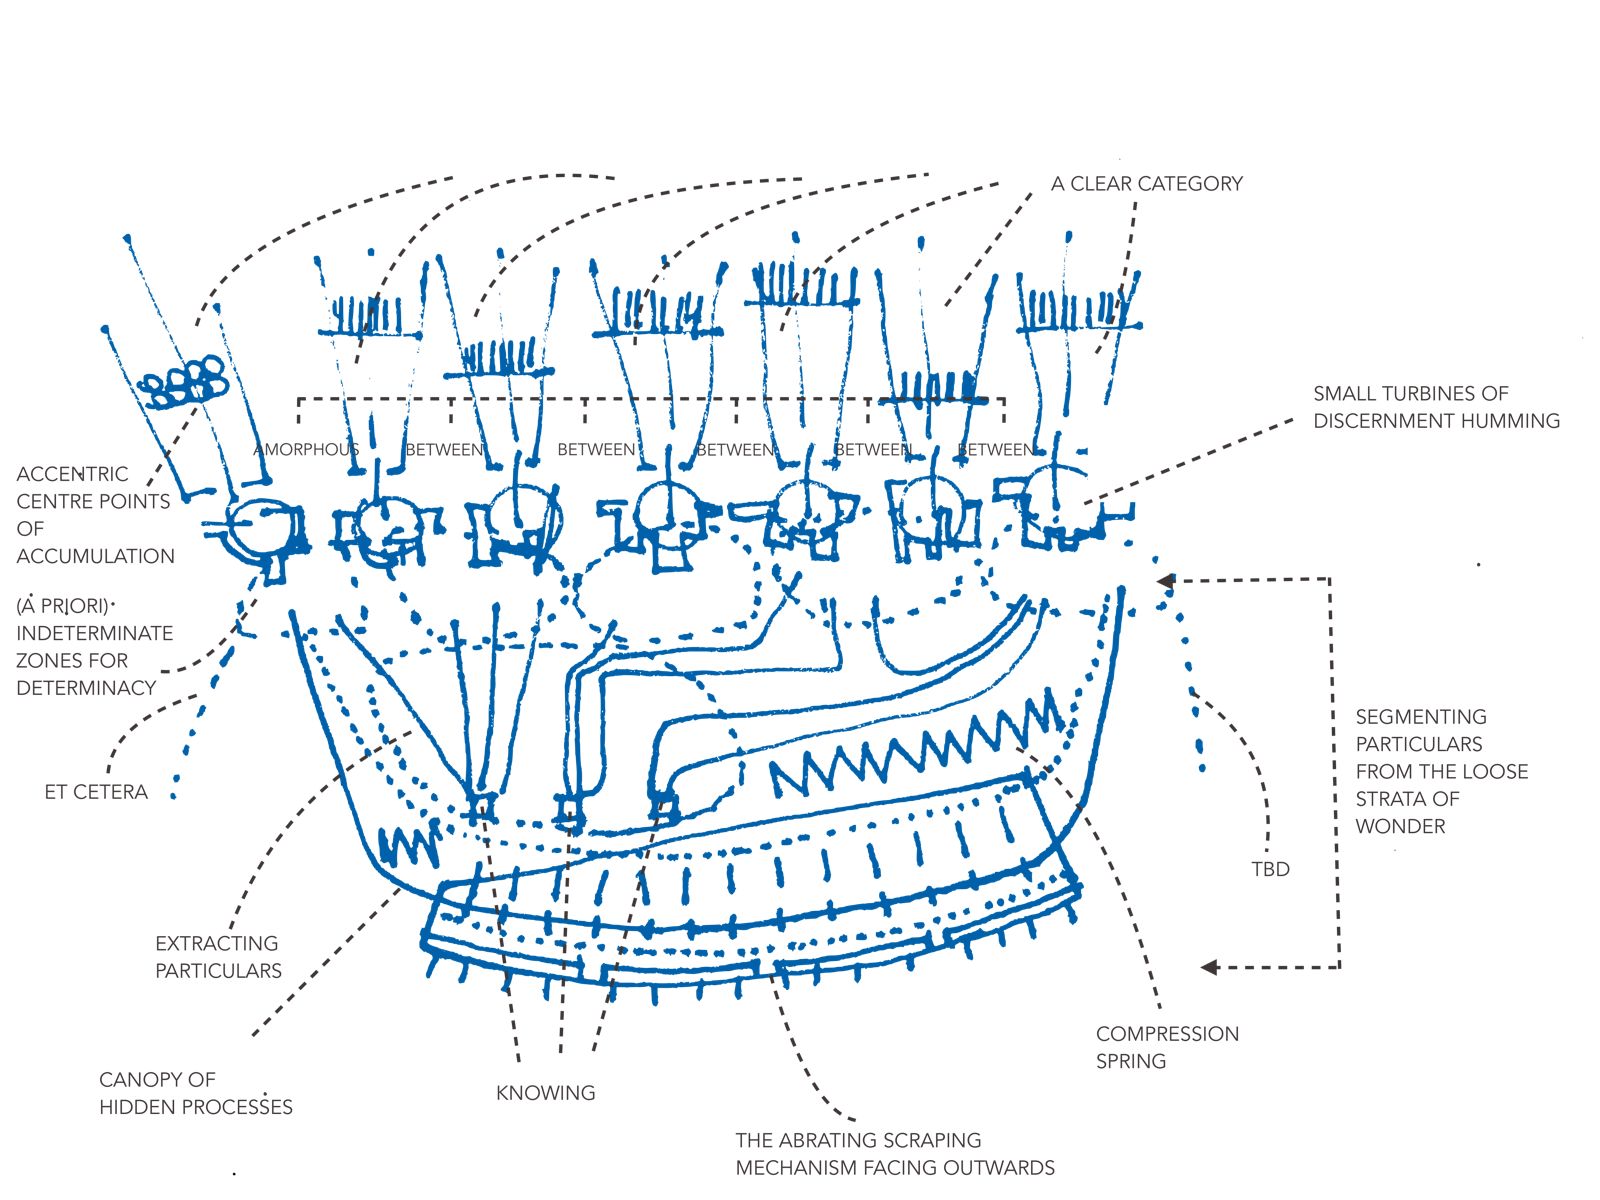 A CLEAR CATEGORY
SMALL TURBINES OF
DISCERNMENT HUMMING
AMORPHOUS
BETWEEN
BETWEEN
BETWEEN
BETWEEN
BETWEEN
ACCENTRIC
CENTRE POINTS
OF
ACCUMULATION
(A PRIORI)
INDETERMINATE
ZONES FOR
DETERMINACY
ET CETERA
SEGMENTING
PARTICULARS
FROM THE LOOSE
STRATA OF
WONDER
TBD
EXTRACTING
PARTICULARS
COMPRESSION
SPRING
CANOPY OF
HIDDEN PROCESSES
KNOWING
THE ABRATING SCRAPING
MECHANISM FACING OUTWARDS